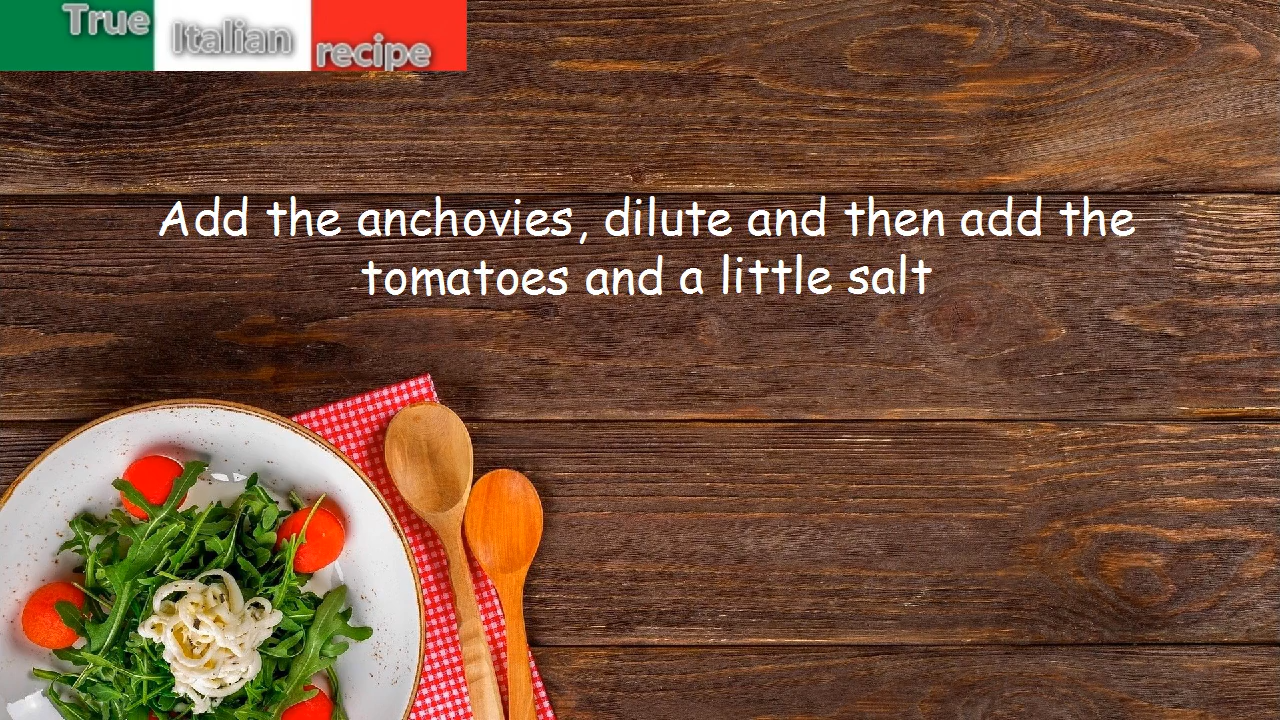 True
Italian
recipe
Add the anchovies, dilute and then add the
tomatoes and a little salt